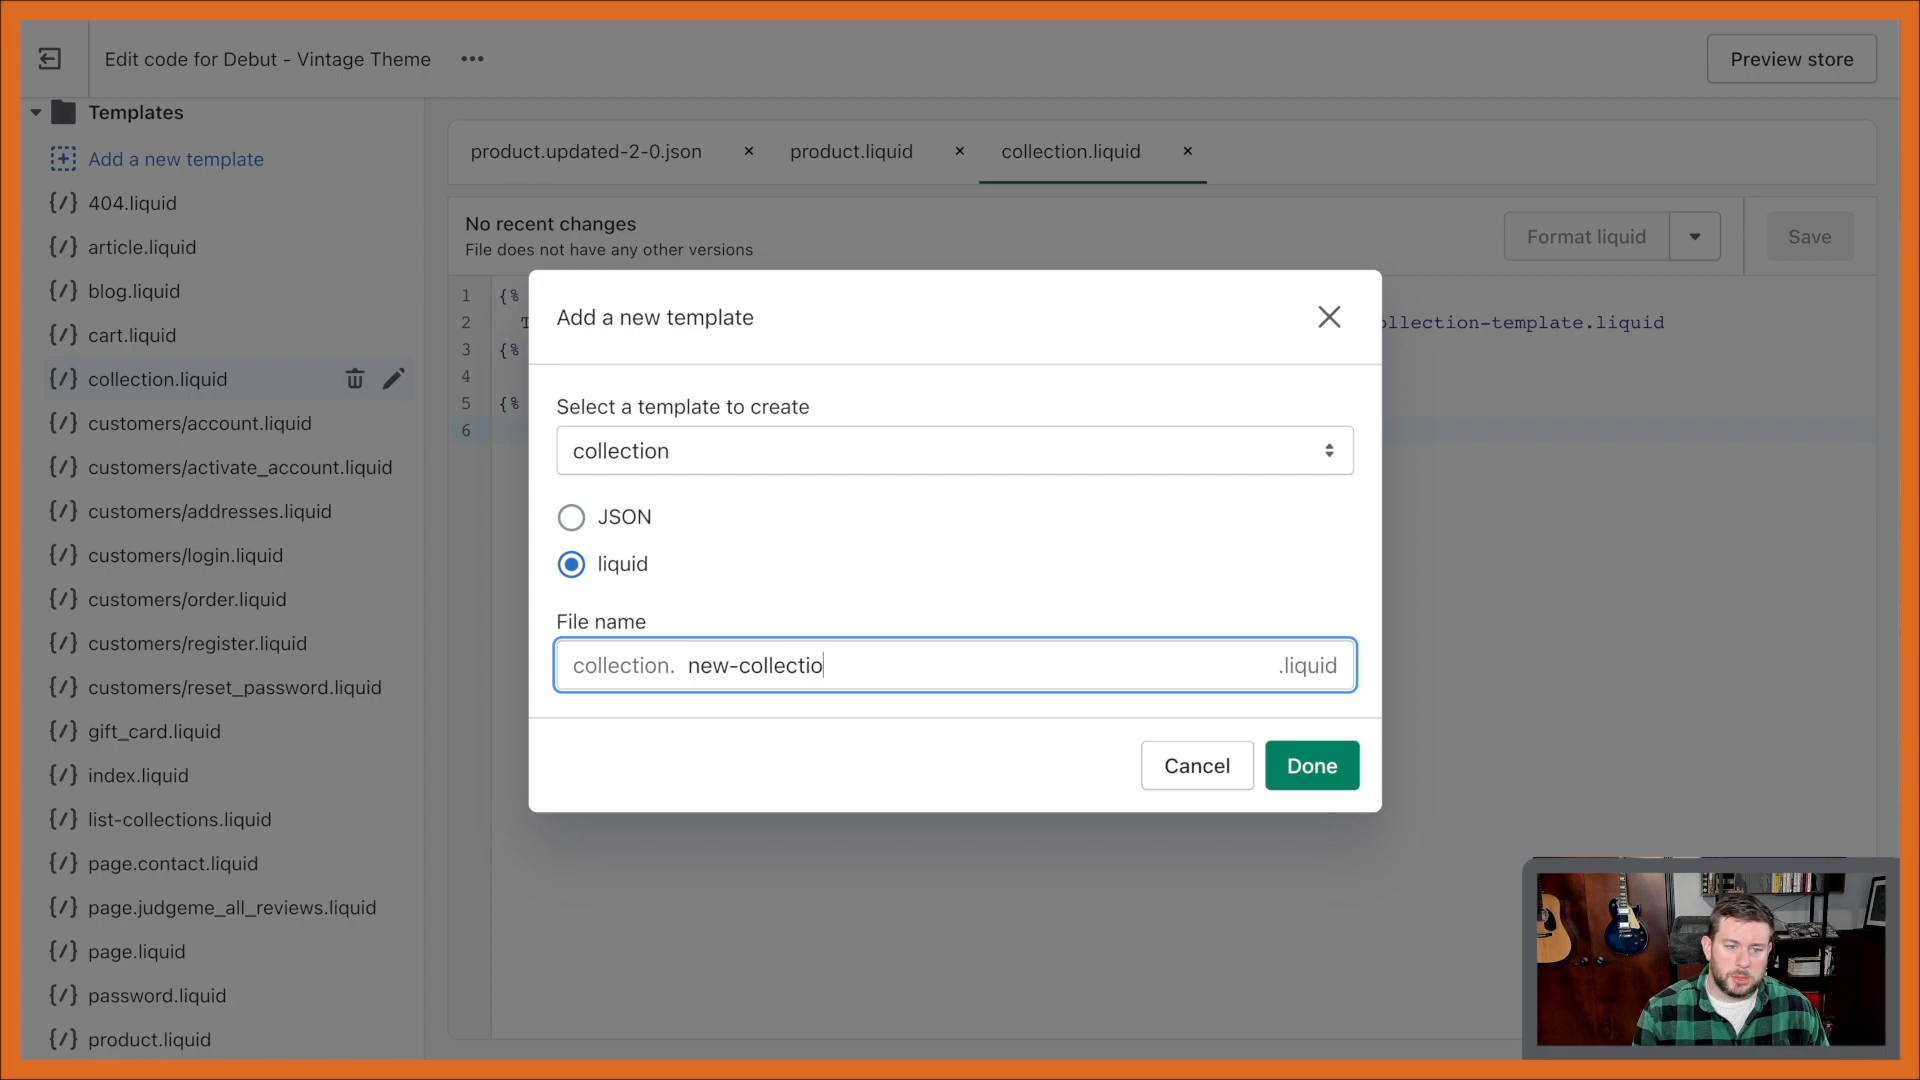 Edit code for Debut - Vintage Theme
Preview store
Templates
Add a new template
404.liquid
article.liquid
blog.liquid
cart.liquid
collection.liquid
customers/account.liquid
customers/activate_account.liquid
customers/addresses.liquid
customers/login.liquid
customers/order.liquid
customers/register.liquid
customers/reset_password.liquid
gift_card.liquid
index.liquid
list-collections.liquid
page.contact.liquid
page.judgeme_all_reviews.liquid
page.liquid
password.liquid
product.liquid
product.updated-2-0.json
product.liquid
collection.liquid
No recent changes
File does not have any other versions
Format liquid
Save
1 {%
2 T ollection-template.liquid
3 {%
4
5 {%
6
Add a new template
Select a template to create
collection
JSON
liquid
File name
collection. new-collectio .liquid
Cancel
Done